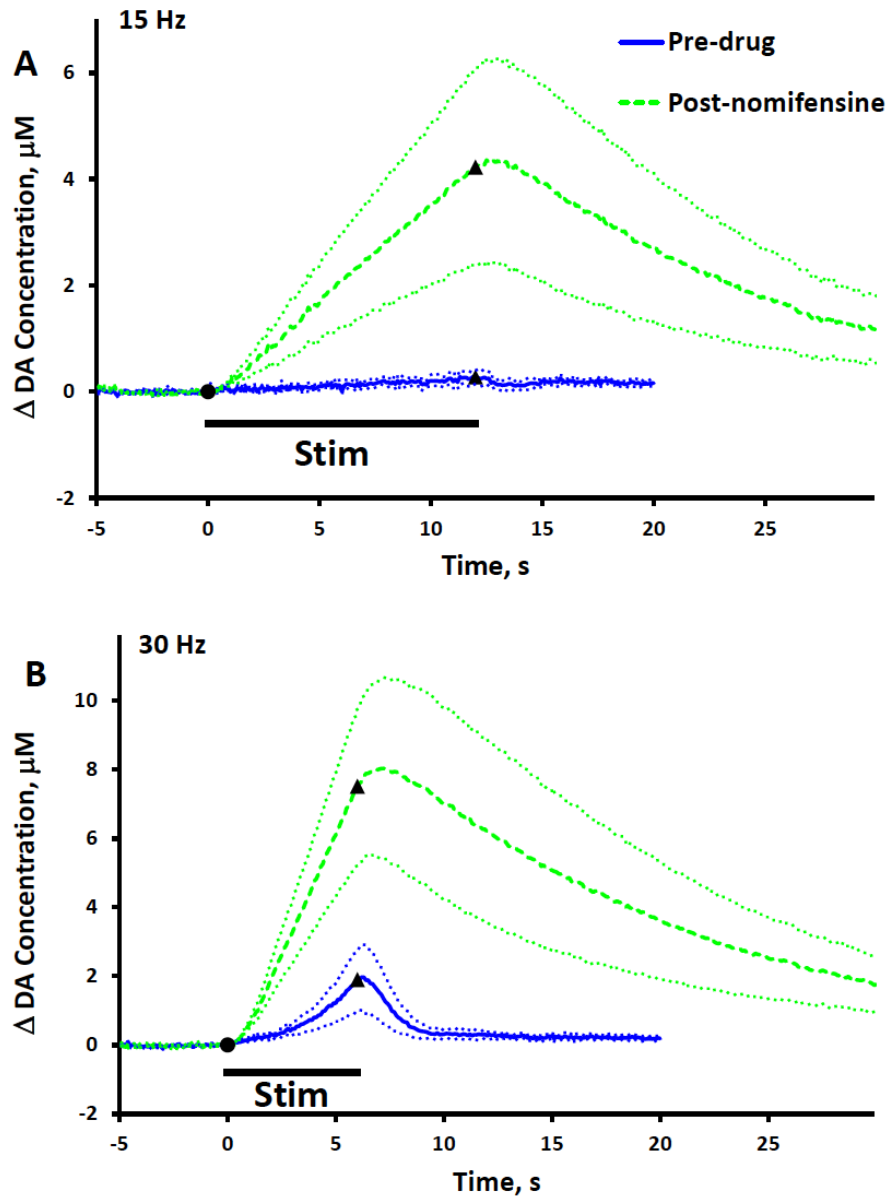 15 Hz
A
Pre-drug
Post-nomifensine
Δ DA Concentration, μM
6
4
2
0
-2
Stim
-5
0
5
10
15
20
25
Time, s
30 Hz
B
Δ DA Concentration, μM
10
8
6
4
2
0
-2
Stim
-5
0
5
10
15
20
25
Time, s